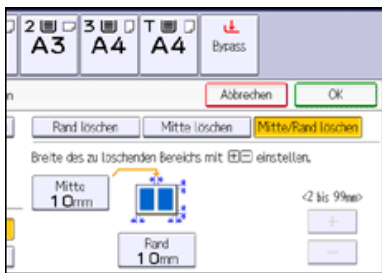 2 3 T
A3 A4 A4 Bypass
n Abbrechen OK
Rand löschen Mitte löschen Mitte/Rand löschen
Breite des zu löschenden Bereichs mit ⊞⊟ einstellen.
Mitte
10mm
<2 bis 99mm>
+
Rand
10mm
−